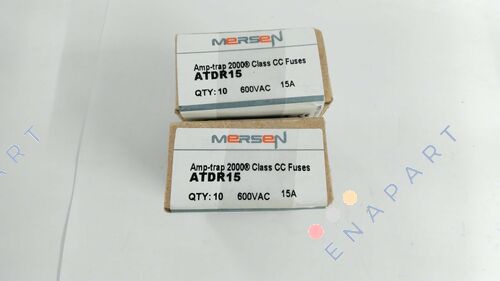 MERSEN
Amp-trap 2000® Class CC Fuses
ATDR15
QTY: 10 600VAC 15A
MERSEN
Amp-trap 2000® Class CC Fuses
ATDR15
QTY: 10 600VAC 15A
ENAPART
ENAPART